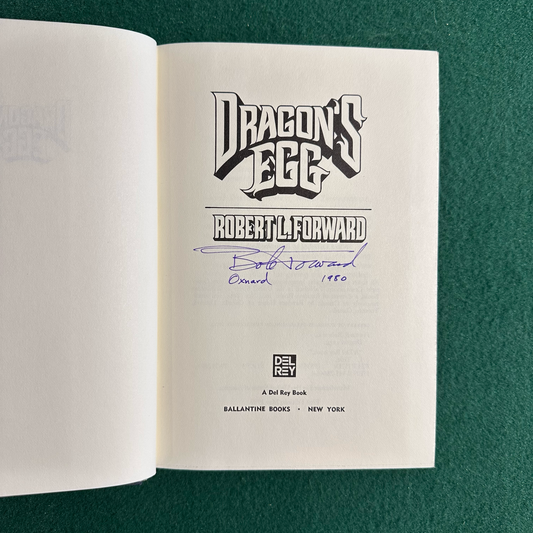 DRAGON'S
EGG
ROBERT L. FORWARD
Bob Forward
Oxnard 1980
DEL
REY
A Del Rey Book
BALLANTINE BOOKS • NEW YORK